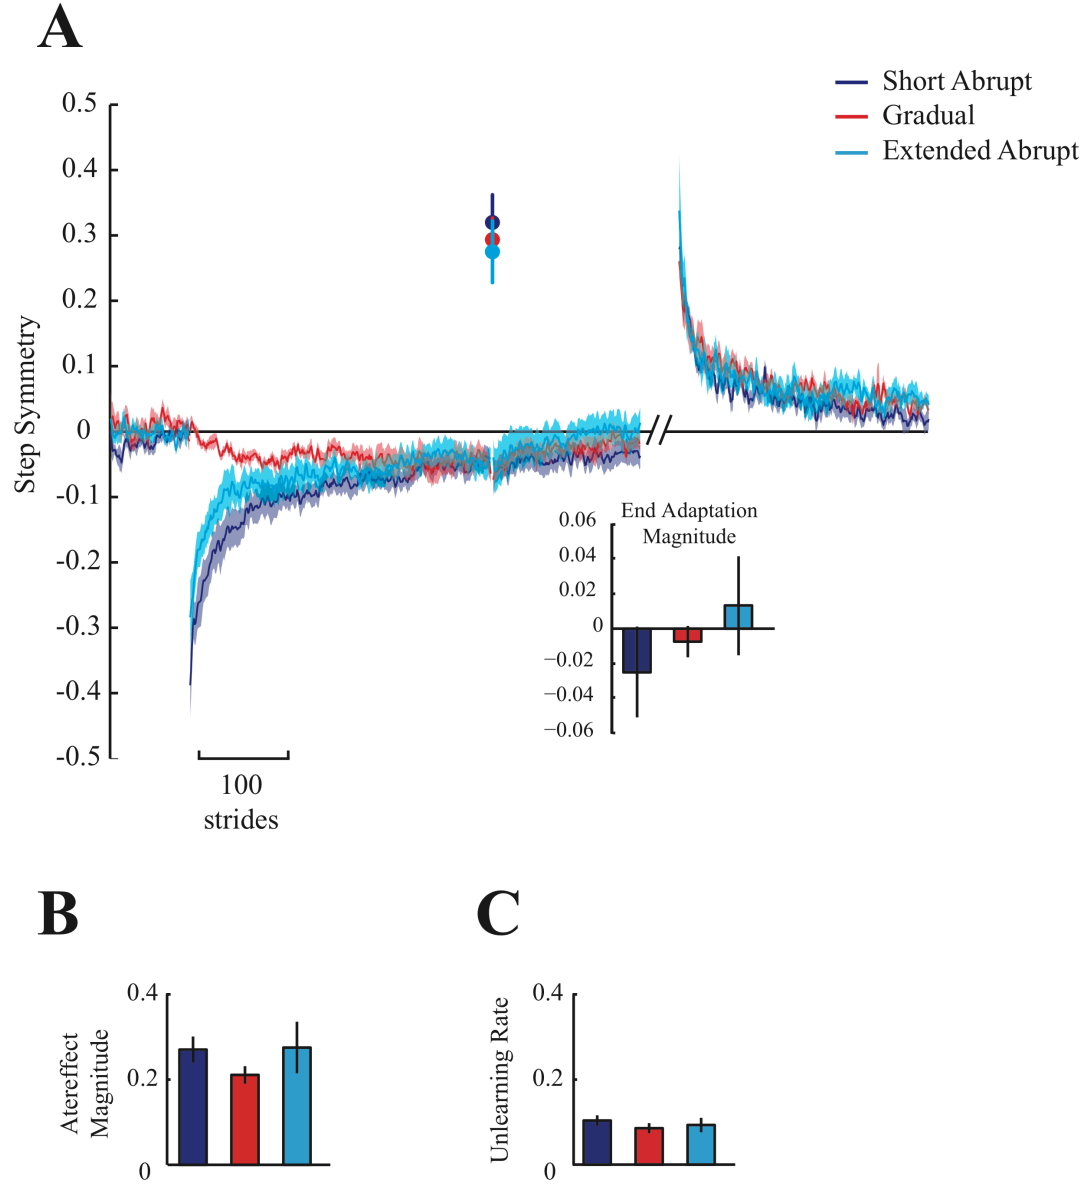 A
Short Abrupt
Gradual
Extended Abrupt
Step Symmetry
0.5
0.4
0.3
0.2
0.1
0
-0.1
-0.2
-0.3
-0.4
-0.5
100
strides
End Adaptation
Magnitude
0.06
0.04
0.02
0
−0.02
−0.04
−0.06
B
Atereffect
Magnitude
0.4
0.2
0
C
Unlearning Rate
0.4
0.2
0